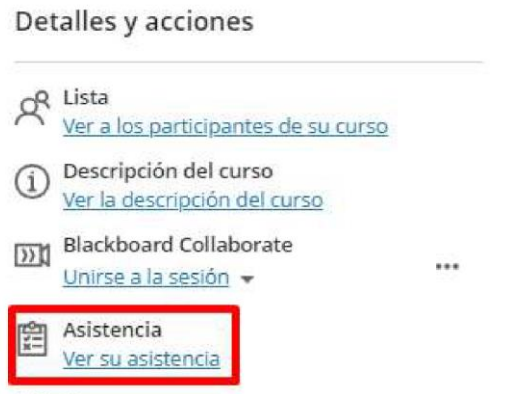 Detalles y acciones
Lista
Ver a los participantes de su curso
Descripción del curso
Ver la descripción del curso
Blackboard Collaborate
Unirse a la sesión
Asistencia
Ver su asistencia